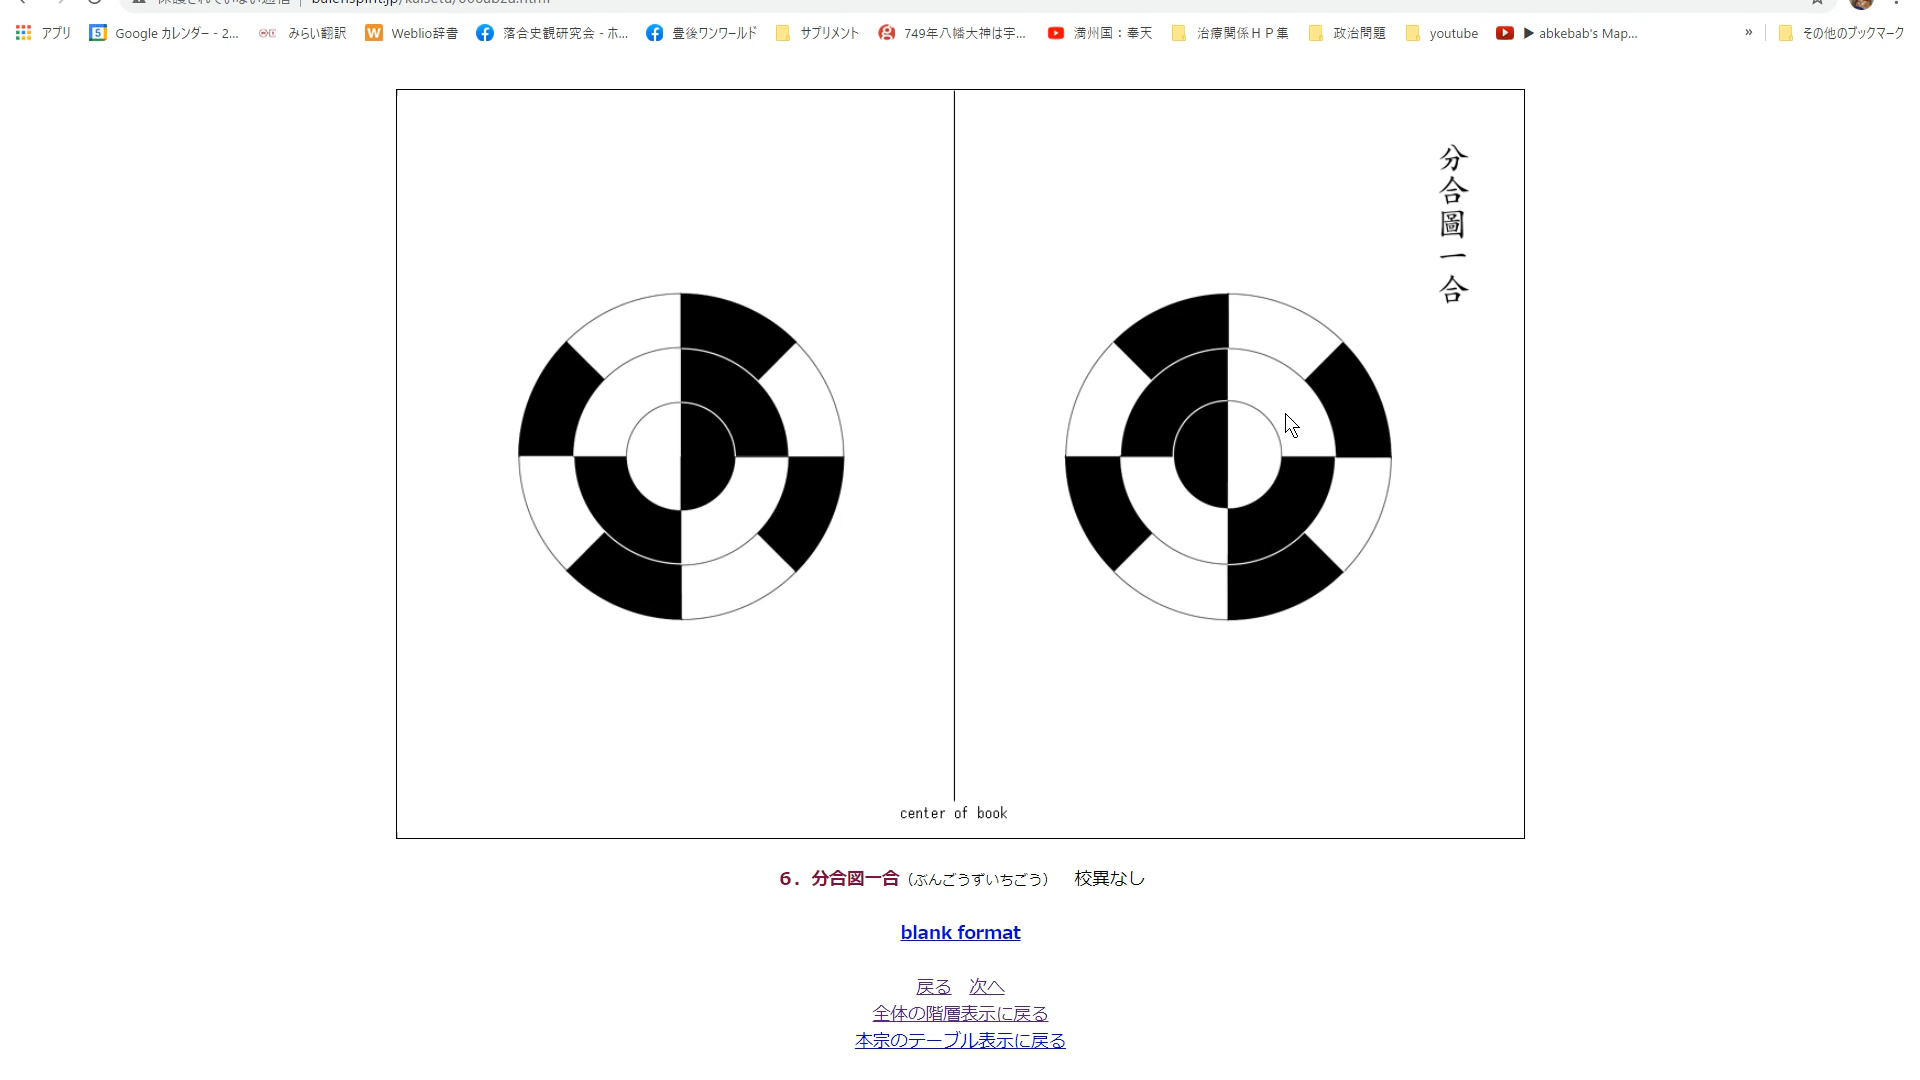 アプリ
Google カレンダー - 2...
みらい翻訳
Weblio辞書
落合史観研究会 - ホ...
豊後ワンワールド
サプリメント
749年八幡大神は宇...
満州国：奉天
治療関係ＨＰ集
政治問題
youtube
▶ abkebab's Map...
»
その他のブックマーク
分合圖一合
center of book
６．分合図一合（ぶんごうずいちごう） 校異なし
blank format
戻る 次へ
全体の階層表示に戻る
本宗のテーブル表示に戻る